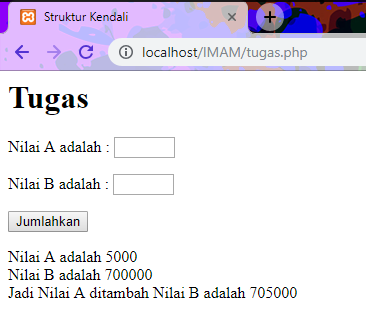 Struktur Kendali
localhost/IMAM/tugas.php
Tugas
Nilai A adalah :
Nilai B adalah :
Jumlahkan
Nilai A adalah 5000
Nilai B adalah 700000
Jadi Nilai A ditambah Nilai B adalah 705000